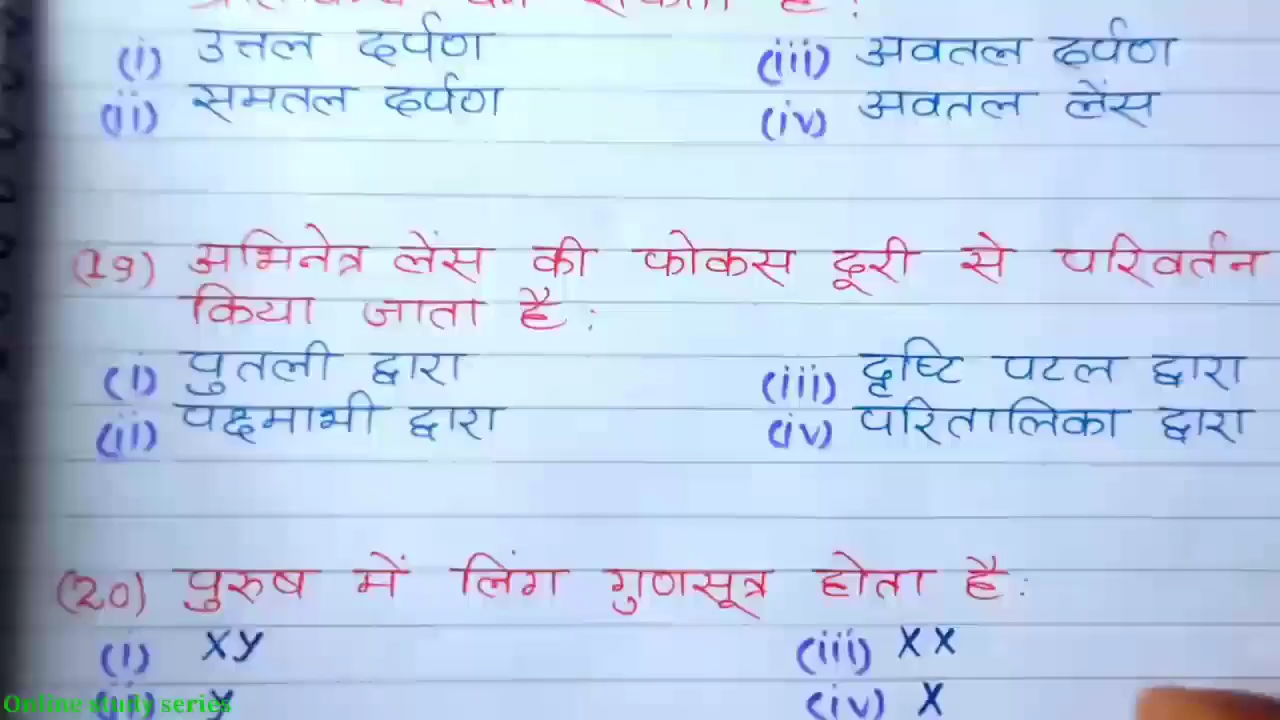 है :
(i) उत्तल दर्पण (iii) अवतल दर्पण
(ii) समतल दर्पण (iv) अवतल लेंस
(19) अभिनेत्र लेंस की फोकस दूरी से परिवर्तन
किया जाता है :
(i) पुतली द्वारा (iii) दृष्टि पटल द्वारा
(ii) पक्ष्माभी द्वारा (iv) परितालिका द्वारा
(20) पुरुष में लिंग गुणसूत्र होता है :
(i) XY (iii) XX
(ii) Y (iv) X
Online study series